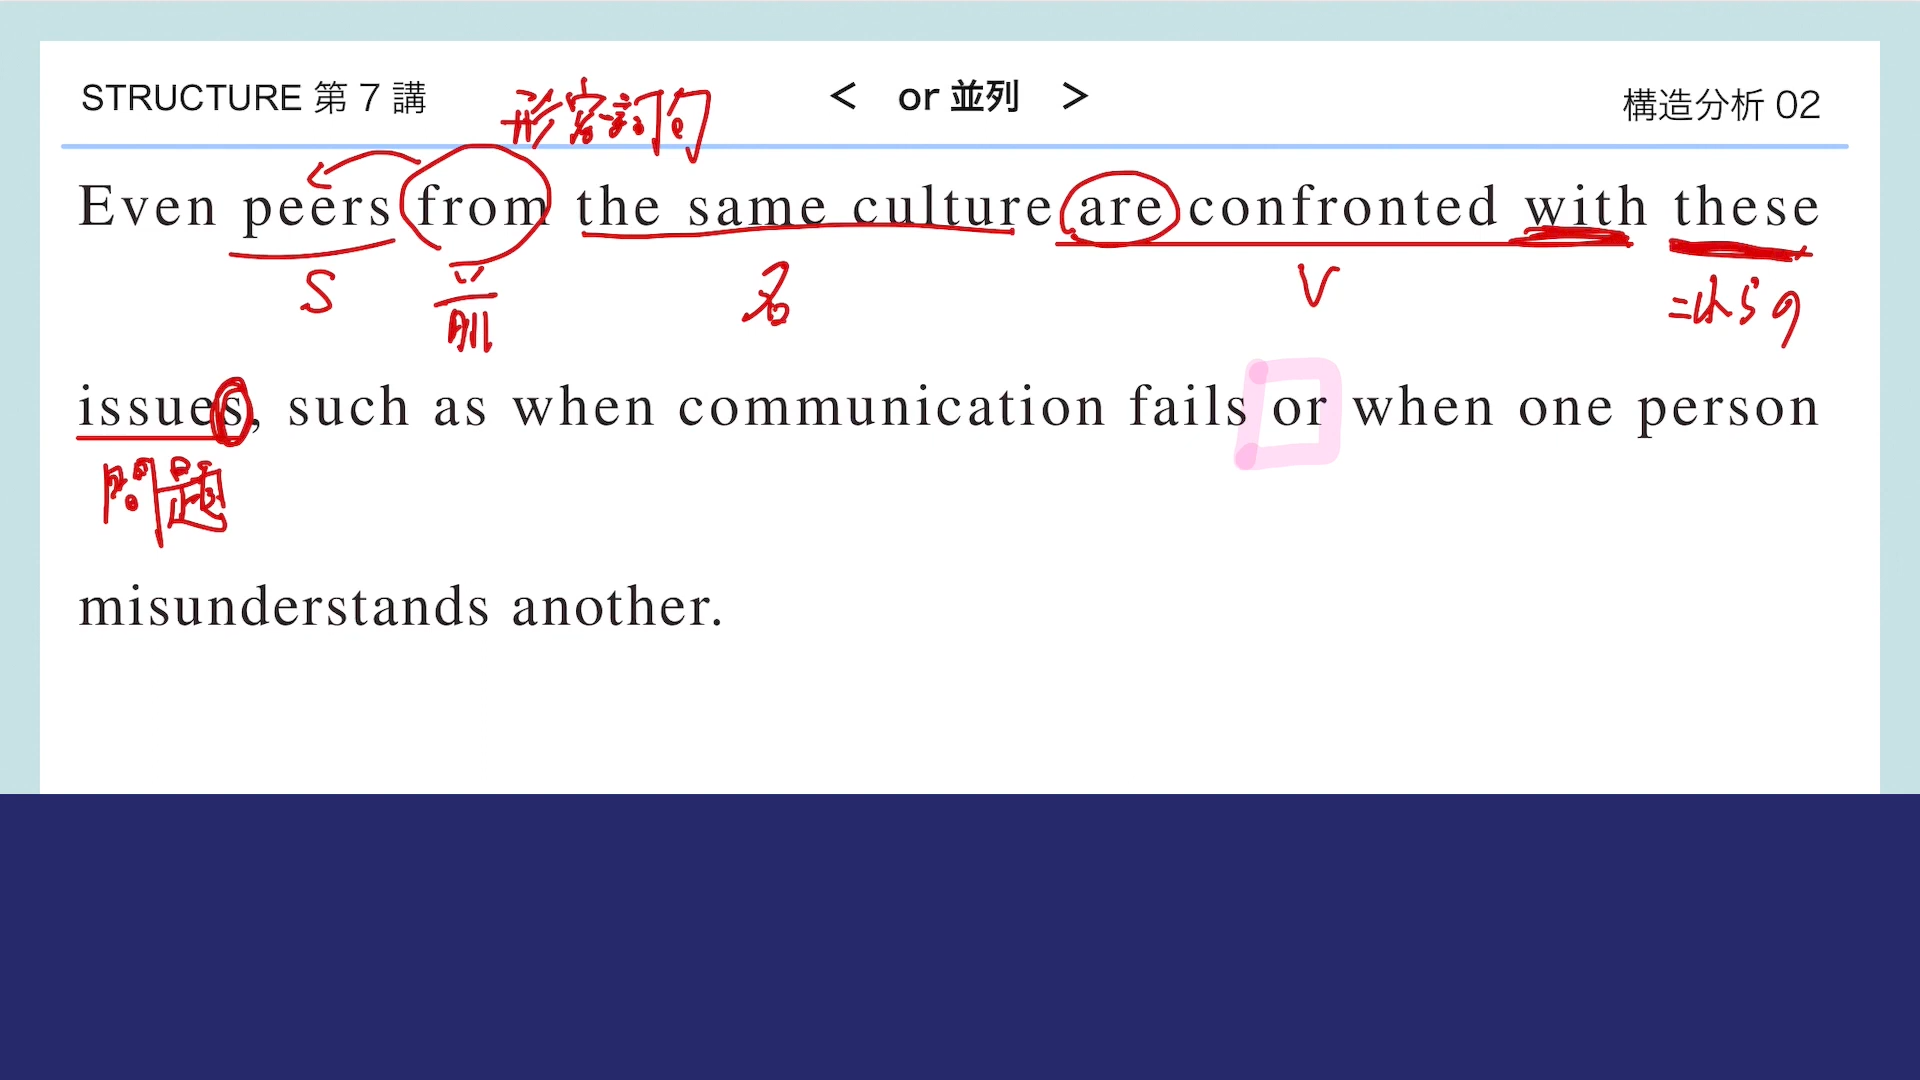 STRUCTURE 第 7 講
形容詞句
< or 並列 >
構造分析 02
Even peers from the same culture are confronted with these
S
前
名
V
これらの
issues, such as when communication fails or when one person
問題
misunderstands another.